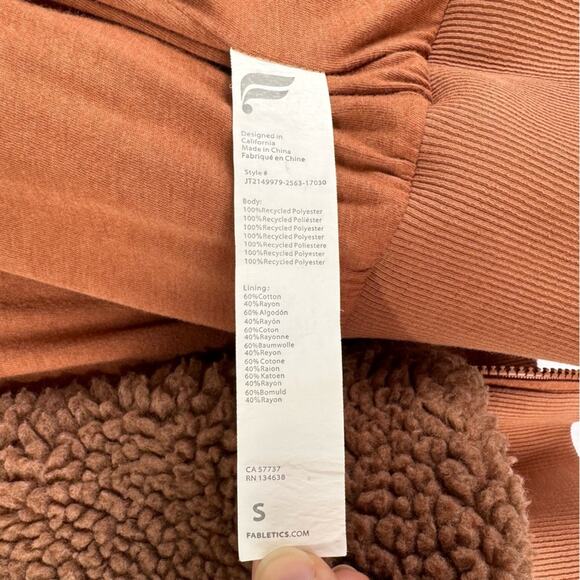 Designed in
California
Made in China
Fabriqué en Chine
Style #
JT2149979-2563-17030
Body:
100%Recycled Polyester
100%Recycled Poliéster
100%Recycled Polyester
100%Recycled Polyester
100%Recycled Poliestere
100%Recycled Polyester
100%Recycled Polyester
Lining:
60%Cotton
40%Rayon
60%Algodón
40%Rayón
60%Coton
40%Rayonne
60%Baumwolle
40%Reyon
60%Cotone
40%Raion
60%Katoen
40%Rayon
60%Bomuld
40%Rayon
CA 57737
RN 134638
S
FABLETICS.COM